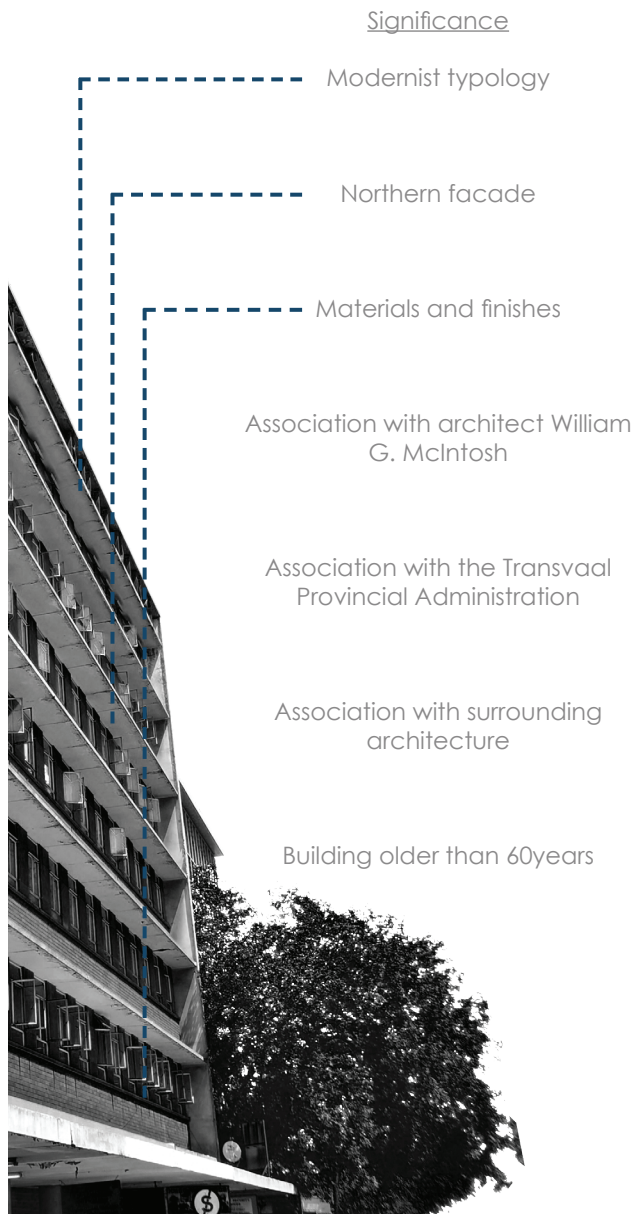 Significance
Modernist typology
Northern facade
Materials and finishes
Association with architect William
G. McIntosh
Association with the Transvaal
Provincial Administration
Association with surrounding
architecture
Building older than 60years
$